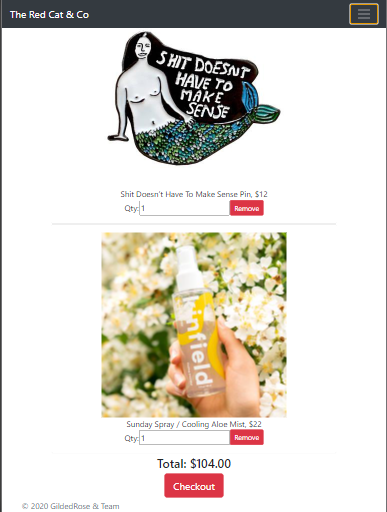 The Red Cat & Co
SHIT DOESNT
HAVE TO
MAKE
SENSE
Shit Doesn't Have To Make Sense Pin, $12
Qty: 1 Remove
kinfield
Sunday Spray / Cooling Aloe Mist, $22
Qty: 1 Remove
Total: $104.00
Checkout
© 2020 GildedRose & Team